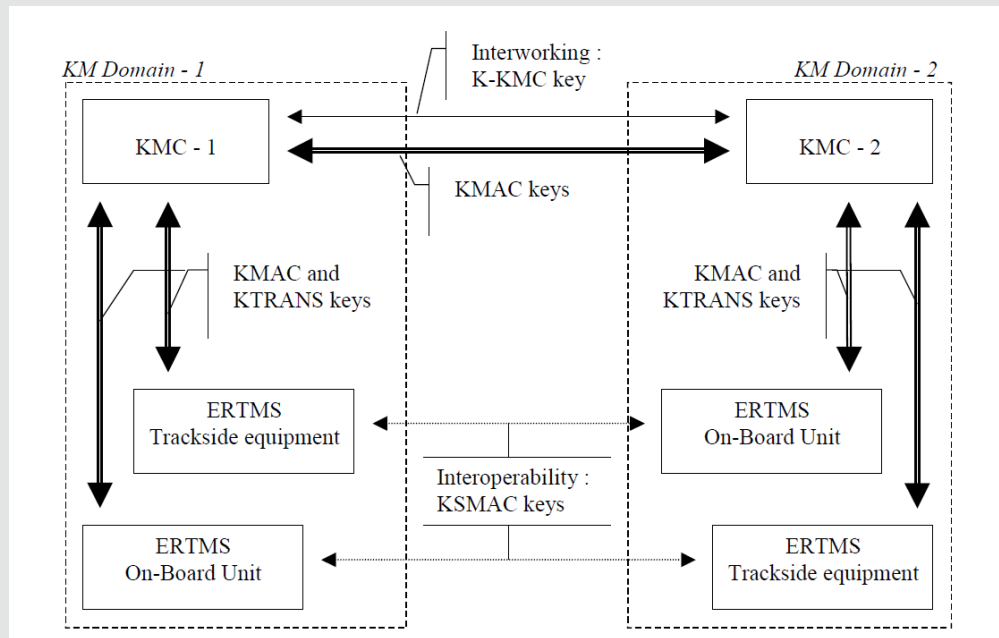 Interworking :
K-KMC key
KM Domain - 1
KM Domain - 2
KMC - 1
KMC - 2
KMAC keys
KMAC and
KTRANS keys
KMAC and
KTRANS keys
ERTMS
Trackside equipment
ERTMS
On-Board Unit
Interoperability :
KSMAC keys
ERTMS
On-Board Unit
ERTMS
Trackside equipment